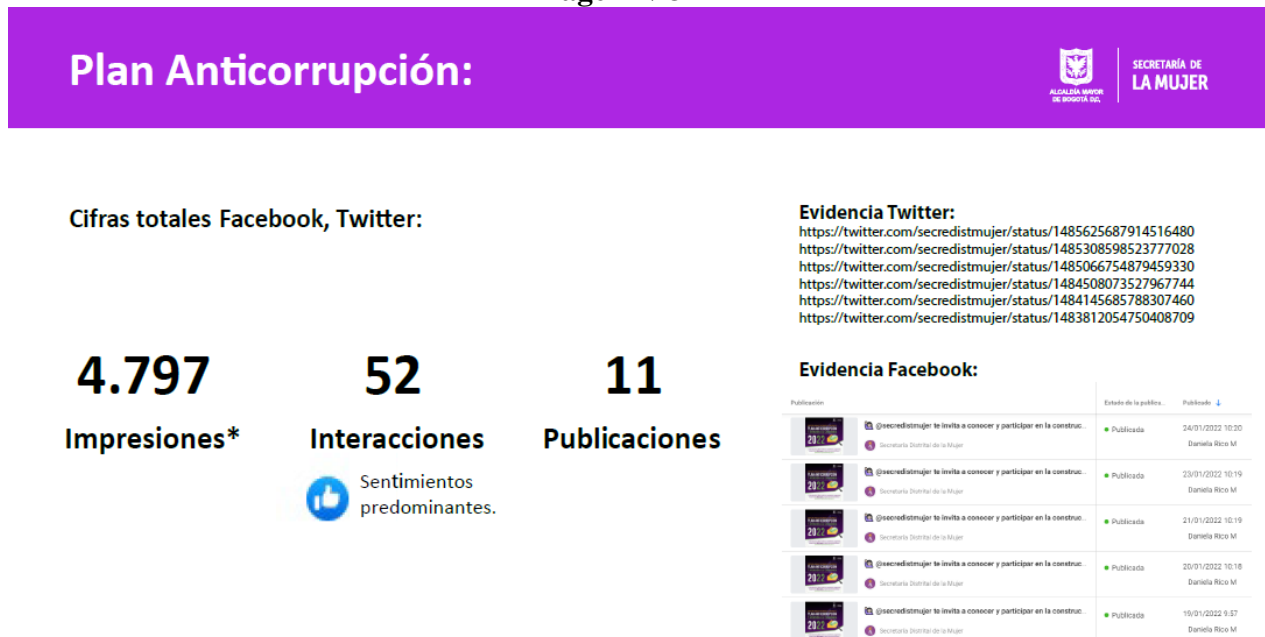 Plan Anticorrupción:
ALCALDÍA MAYOR
DE BOGOTÁ D.C.
SECRETARÍA DE
LA MUJER
Cifras totales Facebook, Twitter:
4.797
Impresiones*
52
Interacciones
Sentimientos
predominantes.
11
Publicaciones
Evidencia Twitter:
https://twitter.com/secredistmujer/status/1485625687914516480
https://twitter.com/secredistmujer/status/1485308598523777028
https://twitter.com/secredistmujer/status/1485066754879459330
https://twitter.com/secredistmujer/status/1484508073527967744
https://twitter.com/secredistmujer/status/1484145685788307460
https://twitter.com/secredistmujer/status/1483812054750408709
Evidencia Facebook:
Publicación Estado de la publica... Publicado ↓
2022 @secredistmujer te invita a conocer y participar en la construc... Publicada 24/01/2022 10:20
Secretaría Distrital de la Mujer Daniela Rico M
2022 @secredistmujer te invita a conocer y participar en la construc... Publicada 23/01/2022 10:19
Secretaría Distrital de la Mujer Daniela Rico M
2022 @secredistmujer te invita a conocer y participar en la construc... Publicada 21/01/2022 10:19
Secretaría Distrital de la Mujer Daniela Rico M
2022 @secredistmujer te invita a conocer y participar en la construc... Publicada 20/01/2022 10:18
Secretaría Distrital de la Mujer Daniela Rico M
2022 @secredistmujer te invita a conocer y participar en la construc... Publicada 19/01/2022 9:57
Secretaría Distrital de la Mujer Daniela Rico M